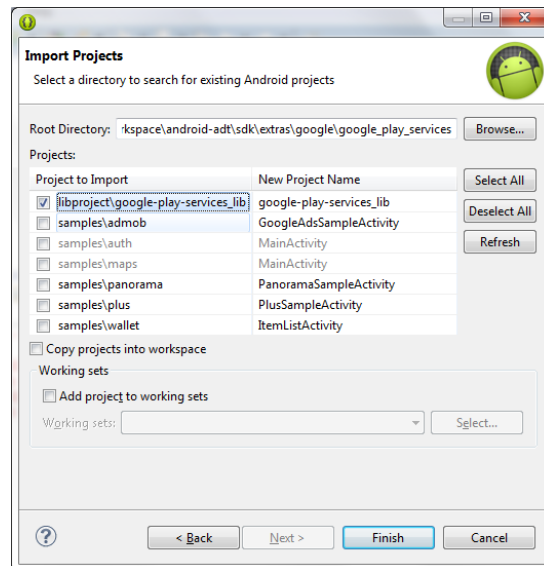 Import Projects
Select a directory to search for existing Android projects
Root Directory: rkspace\android-adt\sdk\extras\google\google_play_services Browse...
Projects:
Project to Import New Project Name Select All
libproject\google-play-services_lib google-play-services_lib
samples\admob GoogleAdsSampleActivity Deselect All
samples\auth MainActivity Refresh
samples\maps MainActivity
samples\panorama PanoramaSampleActivity
samples\plus PlusSampleActivity
samples\wallet ItemListActivity
Copy projects into workspace
Working sets
Add project to working sets
Working sets: Select...
? < Back Next > Finish Cancel